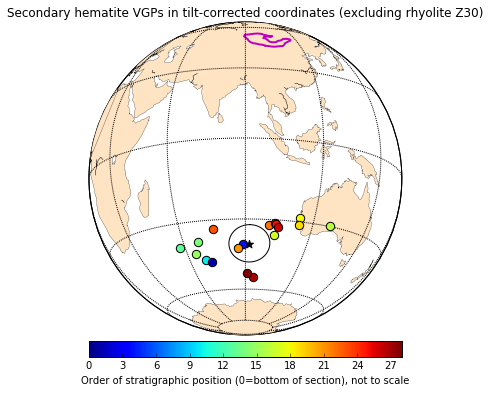 Secondary hematite VGPs in tilt-corrected coordinates (excluding rhyolite Z30)
0 3 6 9 12 15 18 21 24 27
Order of stratigraphic position (0=bottom of section), not to scale